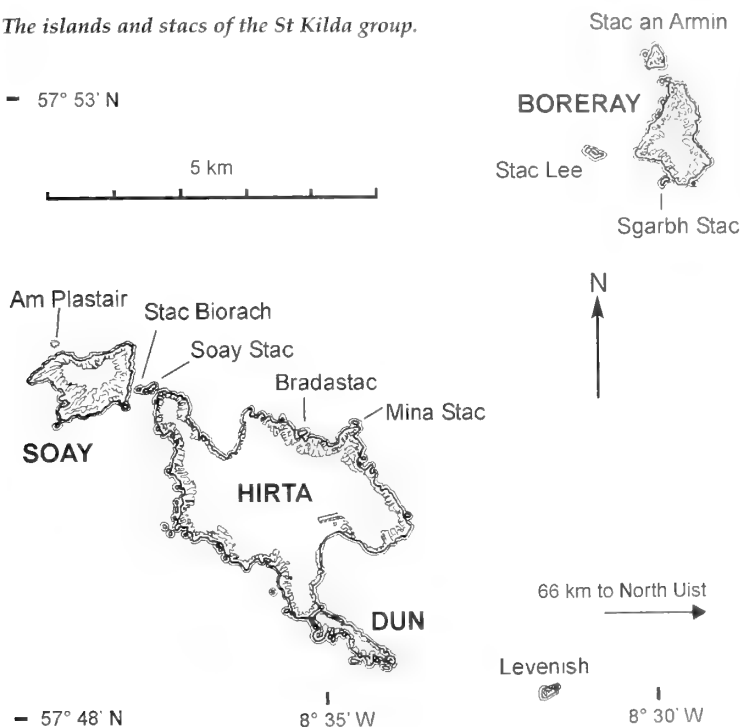 The islands and stacs of the St Kilda group.
Stac an Armin
57° 53' N
BORERAY
5 km
Stac Lee
Sgarbh Stac
N
Am Plastair
Stac Biorach
Soay Stac
Bradastac
Mina Stac
SOAY
HIRTA
66 km to North Uist
DUN
Levenish
57° 48' N
8° 35' W
8° 30' W